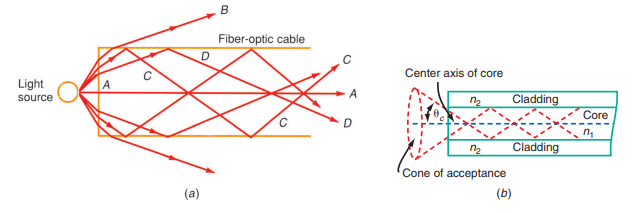 B
Fiber-optic cable
D
C
C
Light
source
A
A
C
D
(a)
Center axis of core
n2
Cladding
Core
θc
n1
n2
Cladding
Cone of acceptance
(b)